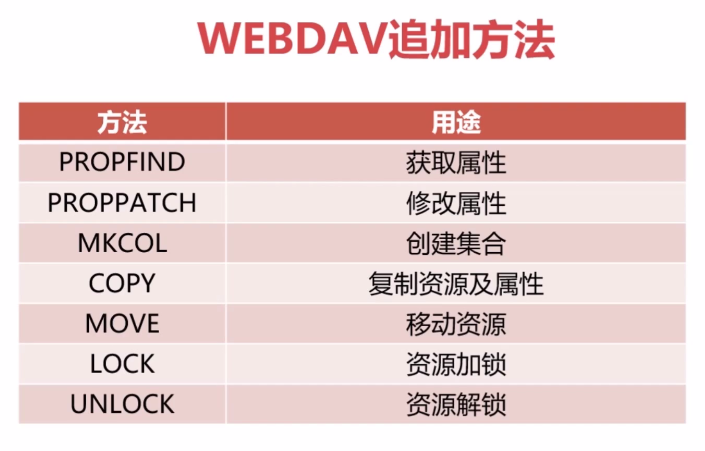 WEBDAV追加方法
方法 用途
PROPFIND 获取属性
PROPPATCH 修改属性
MKCOL 创建集合
COPY 复制资源及属性
MOVE 移动资源
LOCK 资源加锁
UNLOCK 资源解锁